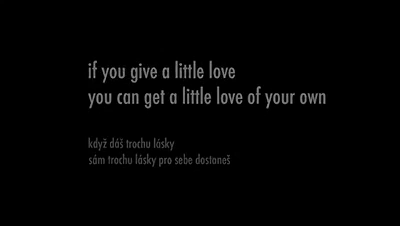 if you give a little love
you can get a little love of your own
když dáš trochu lásky
sám trochu lásky pro sebe dostaneš